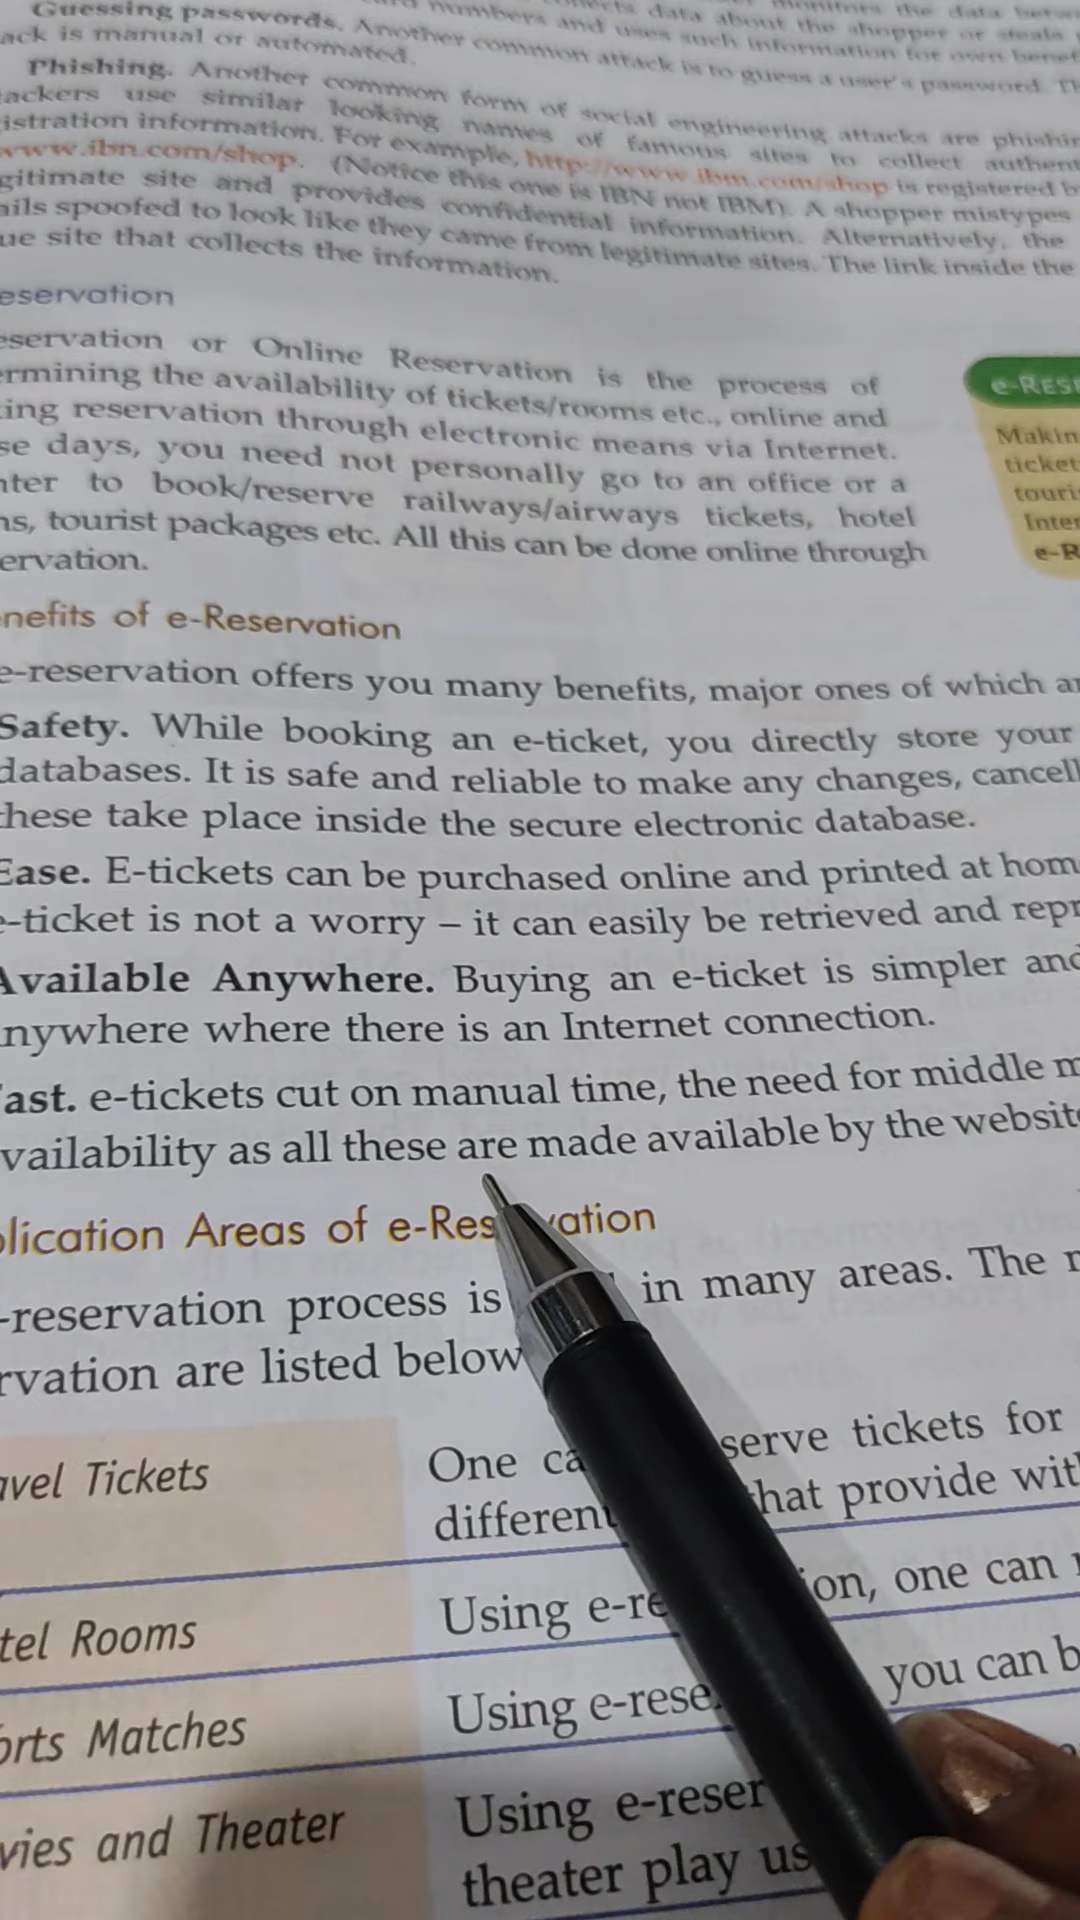 Guessing passwords. Another common attack is to guess a user's password. Th
ack is manual or automated.
Phishing. Another common form of social engineering attacks are phishin
ackers use similar looking names of famous sites to collect authent
istration information. For example, http://www.ibm.com/shop is registered b
www.ibn.com/shop. (Notice this one is IBN not IBM). A shopper mistypes
gitimate site and provides confidential information. Alternatively, the
ails spoofed to look like they came from legitimate sites. The link inside the
ue site that collects the information.
eservation
eservation or Online Reservation is the process of
ermining the availability of tickets/rooms etc., online and
ing reservation through electronic means via Internet.
se days, you need not personally go to an office or a
nter to book/reserve railways/airways tickets, hotel
ns, tourist packages etc. All this can be done online through
ervation.
e-RESE
Makin
ticket
touri
Inter
e-R
nefits of e-Reservation
e-reservation offers you many benefits, major ones of which ar
Safety. While booking an e-ticket, you directly store your
databases. It is safe and reliable to make any changes, cancell
these take place inside the secure electronic database.
Ease. E-tickets can be purchased online and printed at hom
e-ticket is not a worry – it can easily be retrieved and repr
Available Anywhere. Buying an e-ticket is simpler and
nywhere where there is an Internet connection.
Fast. e-tickets cut on manual time, the need for middle m
vailability as all these are made available by the website
lication Areas of e-Res vation
-reservation process is in many areas. The
rvation are listed below
avel Tickets
One ca serve tickets for
different that provide wit
tel Rooms
Using e-re ion, one can
orts Matches
Using e-rese you can b
vies and Theater
Using e-reser
theater play us